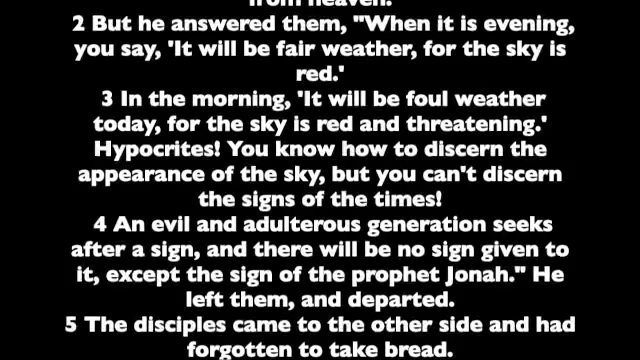 from heaven.
2 But he answered them, "When it is evening,
you say, 'It will be fair weather, for the sky is
red.'
3 In the morning, 'It will be foul weather
today, for the sky is red and threatening.'
Hypocrites! You know how to discern the
appearance of the sky, but you can't discern
the signs of the times!
4 An evil and adulterous generation seeks
after a sign, and there will be no sign given to
it, except the sign of the prophet Jonah." He
left them, and departed.
5 The disciples came to the other side and had
forgotten to take bread.